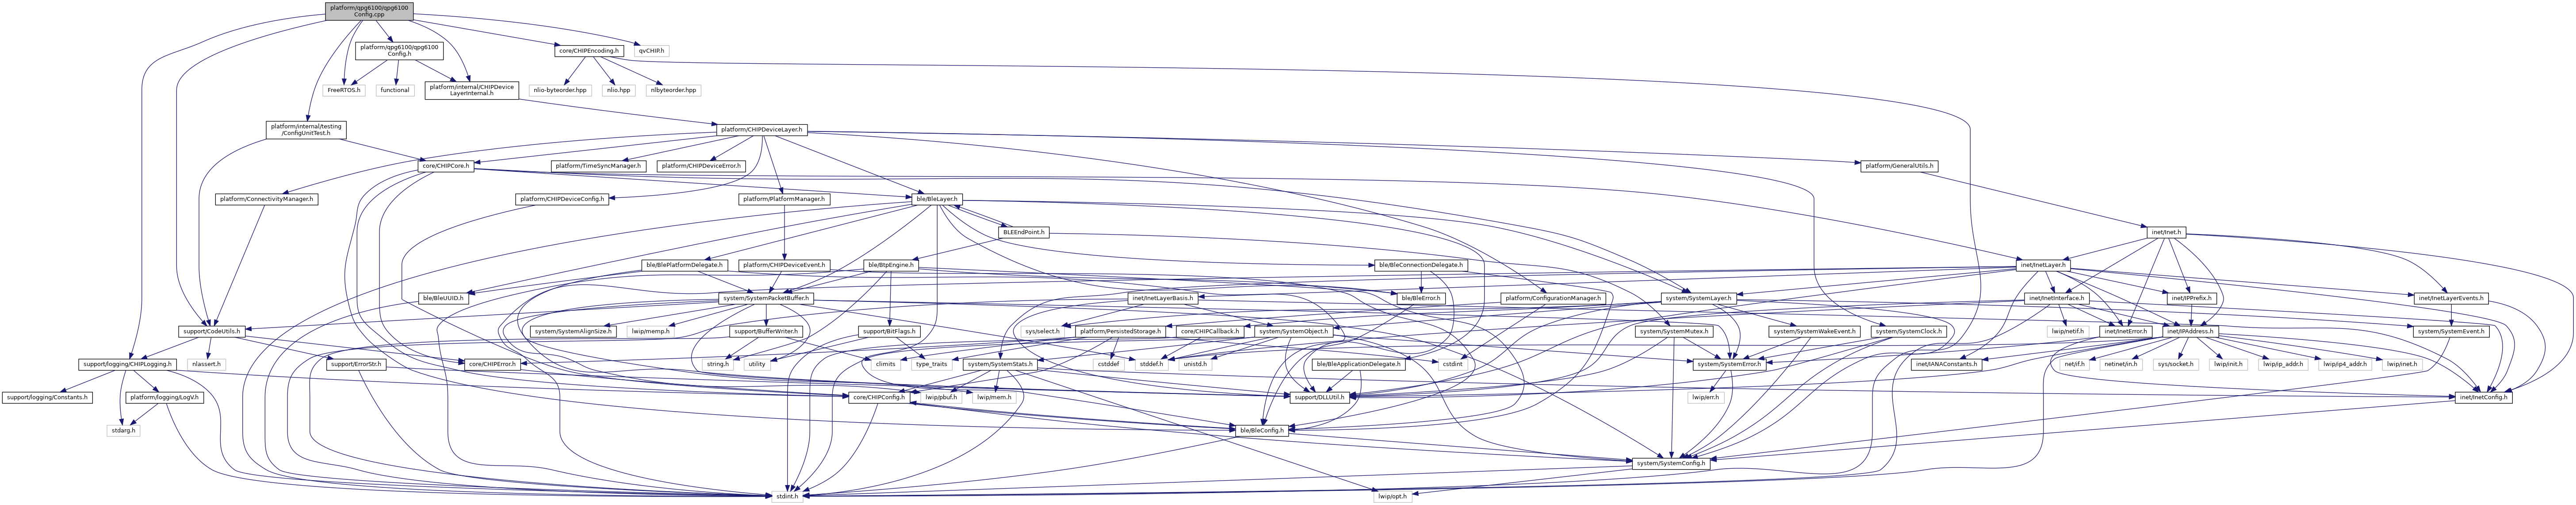 platform/qpg6100/qpg6100
Config.cpp
platform/qpg6100/qpg6100
Config.h
core/CHIPEncoding.h
qvCHIP.h
FreeRTOS.h
functional
platform/internal/CHIPDevice
LayerInternal.h
nlio-byteorder.hpp
nlio.hpp
nlbyteorder.hpp
platform/internal/testing
/ConfigUnitTest.h
platform/CHIPDeviceLayer.h
core/CHIPCore.h
platform/TimeSyncManager.h
platform/CHIPDeviceError.h
platform/GeneralUtils.h
platform/ConnectivityManager.h
platform/CHIPDeviceConfig.h
platform/PlatformManager.h
ble/BleLayer.h
BLEEndPoint.h
inet/Inet.h
ble/BlePlatformDelegate.h
platform/CHIPDeviceEvent.h
ble/BtpEngine.h
ble/BleConnectionDelegate.h
inet/InetLayer.h
ble/BleUUID.h
system/SystemPacketBuffer.h
inet/InetLayerBasis.h
ble/BleError.h
platform/ConfigurationManager.h
system/SystemLayer.h
inet/InetInterface.h
inet/IPPrefix.h
inet/InetLayerEvents.h
support/CodeUtils.h
system/SystemAlignSize.h
lwip/memp.h
support/BufferWriter.h
support/BitFlags.h
sys/select.h
platform/PersistedStorage.h
core/CHIPCallback.h
system/SystemObject.h
system/SystemMutex.h
system/SystemWakeEvent.h
system/SystemClock.h
lwip/netif.h
inet/InetError.h
inet/IPAddress.h
system/SystemEvent.h
support/logging/CHIPLogging.h
nlassert.h
support/ErrorStr.h
core/CHIPError.h
string.h
utility
climits
type_traits
system/SystemStats.h
cstddef
stddef.h
unistd.h
ble/BleApplicationDelegate.h
cstdint
system/SystemError.h
inet/IANAConstants.h
net/if.h
netinet/in.h
sys/socket.h
lwip/init.h
lwip/ip_addr.h
lwip/ip4_addr.h
lwip/inet.h
support/logging/Constants.h
platform/logging/LogV.h
core/CHIPConfig.h
lwip/pbuf.h
lwip/mem.h
support/DLLUtil.h
lwip/err.h
inet/InetConfig.h
stdarg.h
ble/BleConfig.h
system/SystemConfig.h
stdint.h
lwip/opt.h